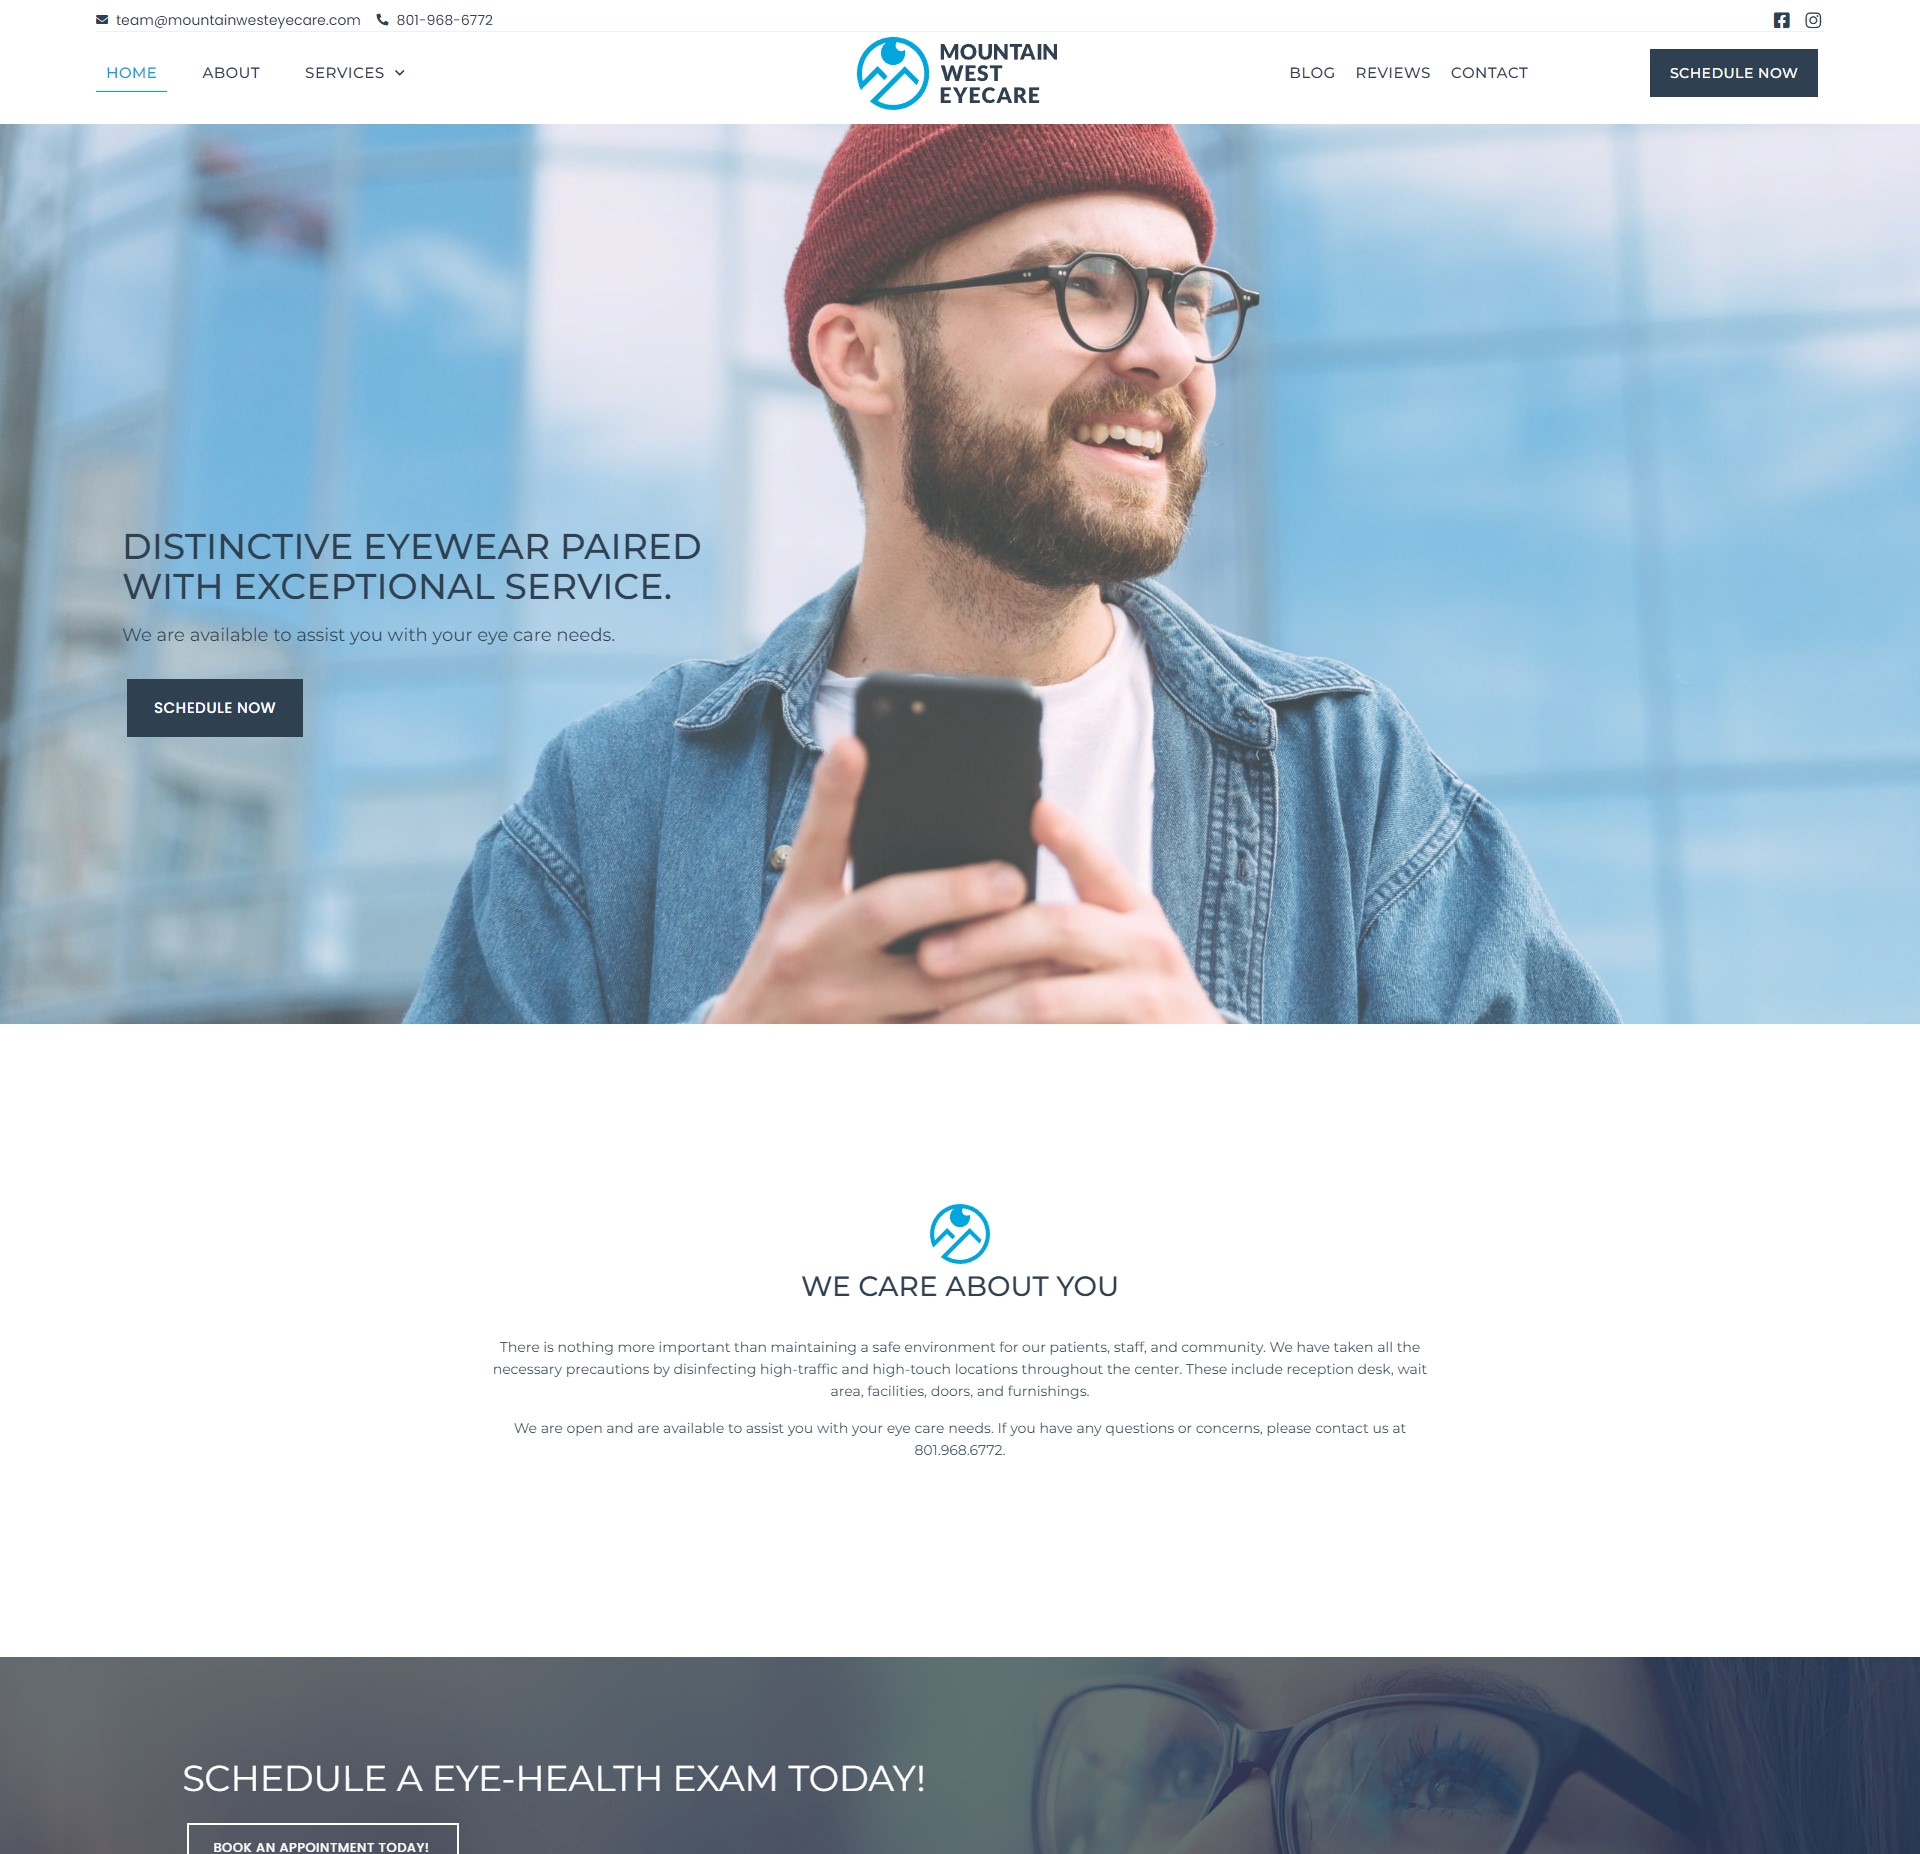 team@mountainwesteyecare.com 801-968-6772
HOME ABOUT SERVICES
MOUNTAIN
WEST
EYECARE
BLOG REVIEWS CONTACT
SCHEDULE NOW
DISTINCTIVE EYEWEAR PAIRED
WITH EXCEPTIONAL SERVICE.
We are available to assist you with your eye care needs.
SCHEDULE NOW
WE CARE ABOUT YOU
There is nothing more important than maintaining a safe environment for our patients, staff, and community. We have taken all the
necessary precautions by disinfecting high-traffic and high-touch locations throughout the center. These include reception desk, wait
area, facilities, doors, and furnishings.
We are open and are available to assist you with your eye care needs. If you have any questions or concerns, please contact us at
801.968.6772.
SCHEDULE A EYE-HEALTH EXAM TODAY!
BOOK AN APPOINTMENT TODAY!